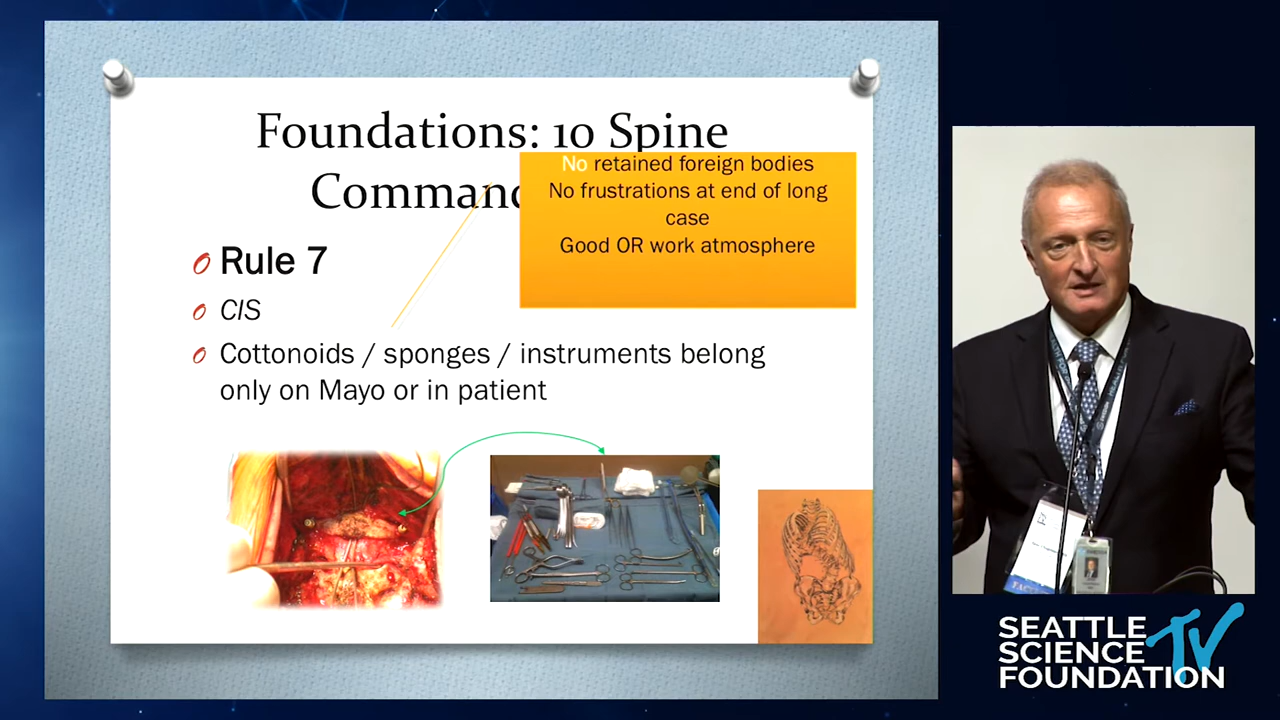 Foundations: 10 Spine
Command
No retained foreign bodies
No frustrations at end of long
case
Good OR work atmosphere
Rule 7
CIS
Cottonoids / sponges / instruments belong
only on Mayo or in patient
SEATTLE
SCIENCE TV
FOUNDATION